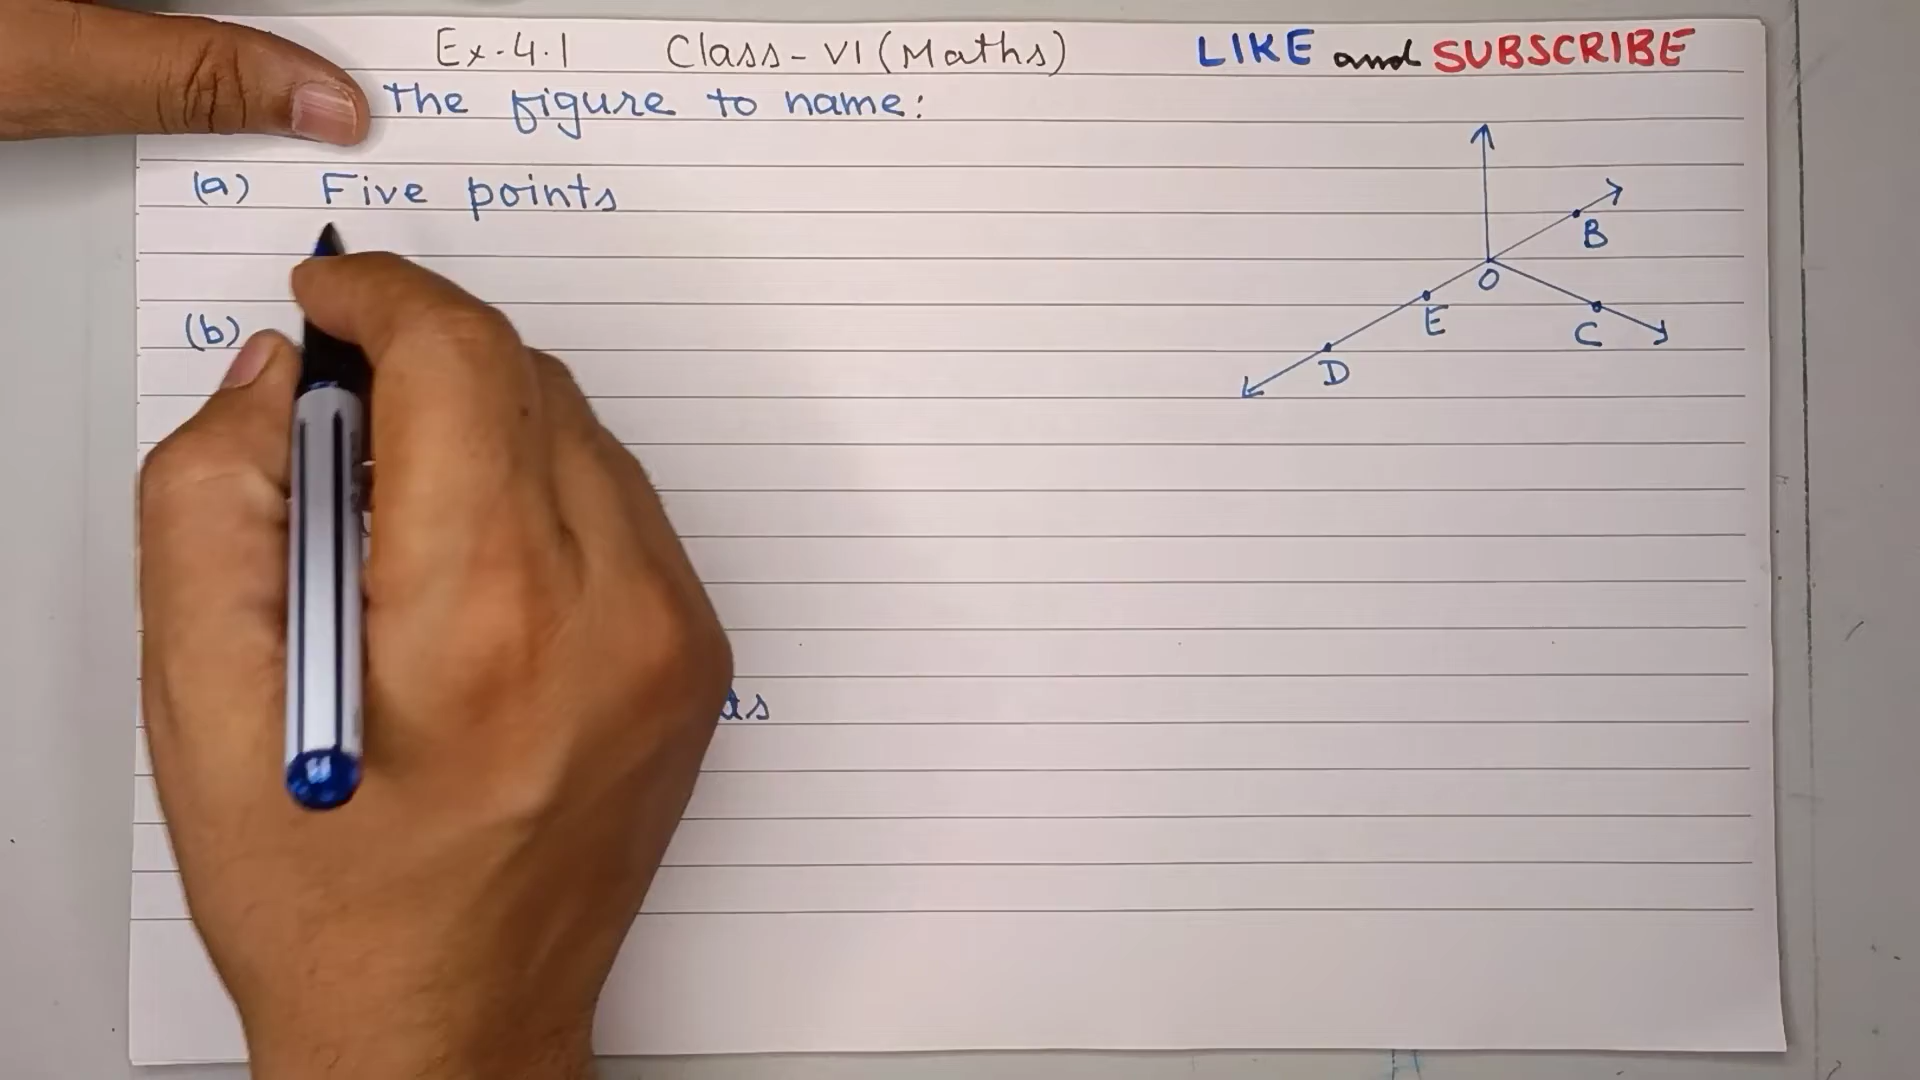 Ex-4.1 Class-VI (Maths) LIKE and SUBSCRIBE
the figure to name:
(a) Five points
(b)
B
O
E
C
D